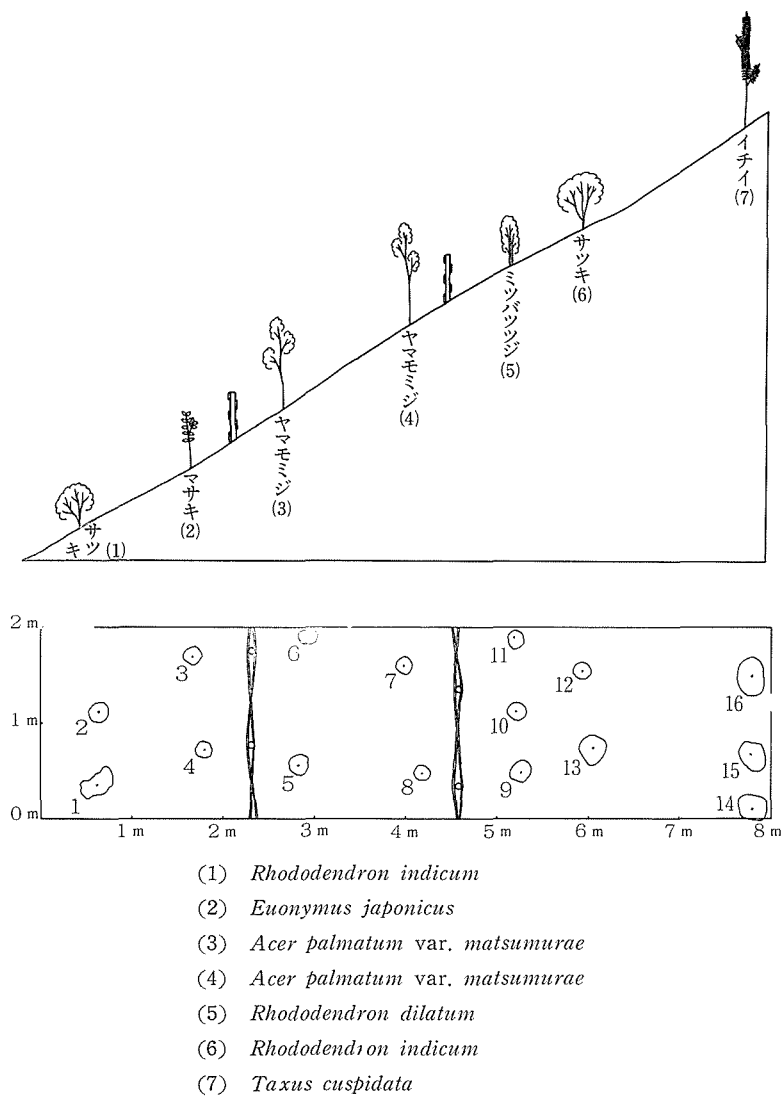 イチイ
(7)
サツキ
(6)
ミツバツツジ
(5)
ヤマモミジ
(4)
ヤマモミジ
(3)
マサキ
(2)
サツキ (1)
2 m
1 m
0 m
1
2
3
4
5
6
7
8
9
10
11
12
13
14
15
16
1 m 2 m 3 m 4 m 5 m 6 m 7 m 8 m
(1) Rhododendron indicum
(2) Euonymus japonicus
(3) Acer palmatum var. matsumurae
(4) Acer palmatum var. matsumurae
(5) Rhododendron dilatum
(6) Rhododendron indicum
(7) Taxus cuspidata